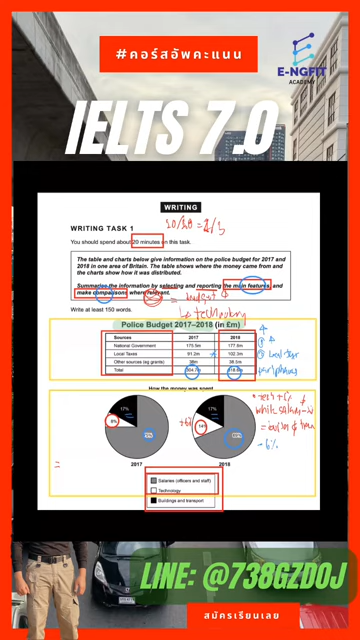 #คอร์สอัพคะแนน
E-NGFIT
ACADEMY
IELTS 7.0
WRITING
WRITING TASK 1
You should spend about 20 minutes on this task.
The table and charts below give information on the police budget for 2017 and
2018 in one area of Britain. The table shows where the money came from and
the charts show how it was distributed.
Summarise the information by selecting and reporting the main features, and
make comparisons where relevant.
= budget ↑
↳ technology
Write at least 150 words.
Police Budget 2017–2018 (in £m)
Sources 2017 2018
National Government 175.5m 177.8m
Local Taxes 91.2m 102.3m
Other sources (eg grants) 38m 38.5m
Total 304.7m 318.6m
How the money was spent
17%
8%
75%
2017
17%
14%
69%
2018
Salaries (officers and staff)
Technology
Buildings and transport
LINE: @738GZDOJ
สมัครเรียนเลย